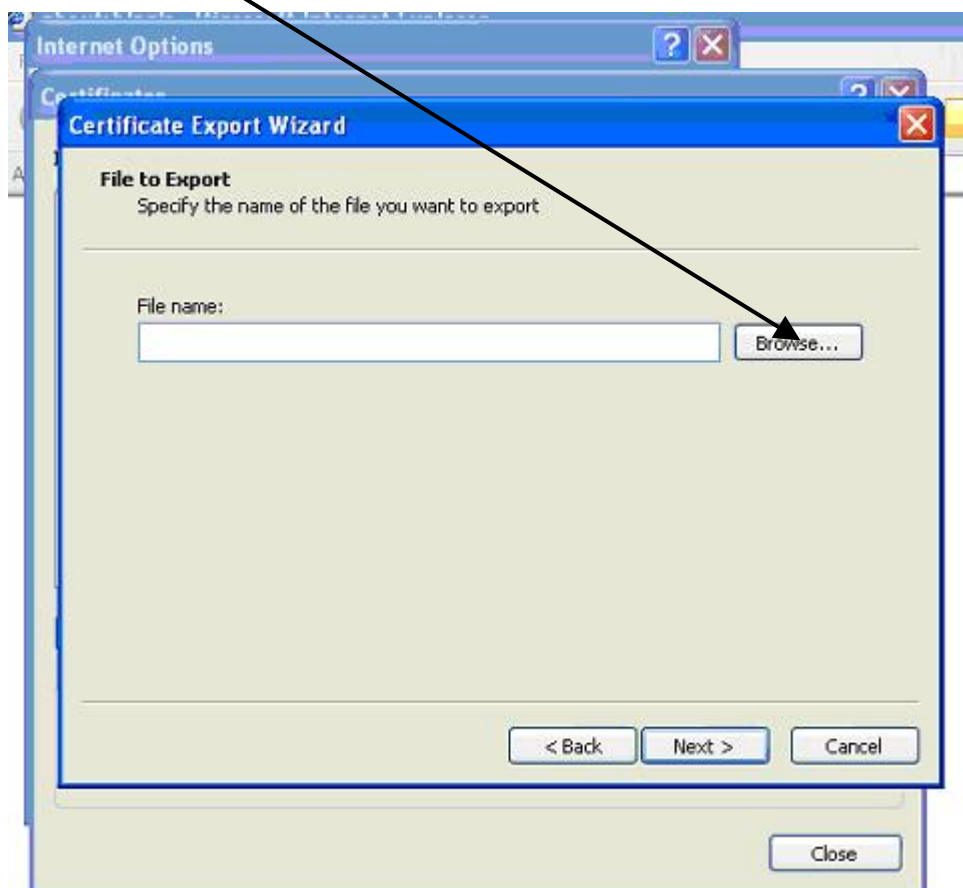 Internet Options
Certificates
Certificate Export Wizard
File to Export
Specify the name of the file you want to export
File name:
Browse...
< Back
Next >
Cancel
Close